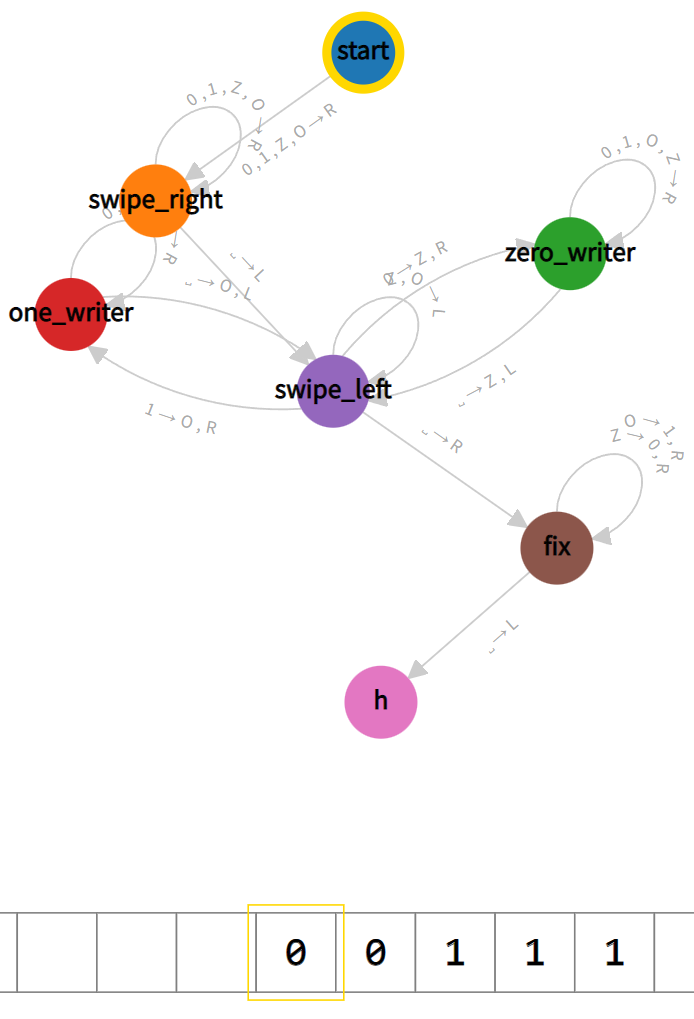 start
0,1,Z,O→R
0,1,Z,O→R
swipe_right
0,1,O,Z→R
zero_writer
→R
␣→L
␣→O,L
one_writer
0→Z,R
Z,O→L
swipe_left
␣→Z,L
1→O,R
␣→R
O→1,R
Z→0,R
fix
␣→L
h
0 0 1 1 1